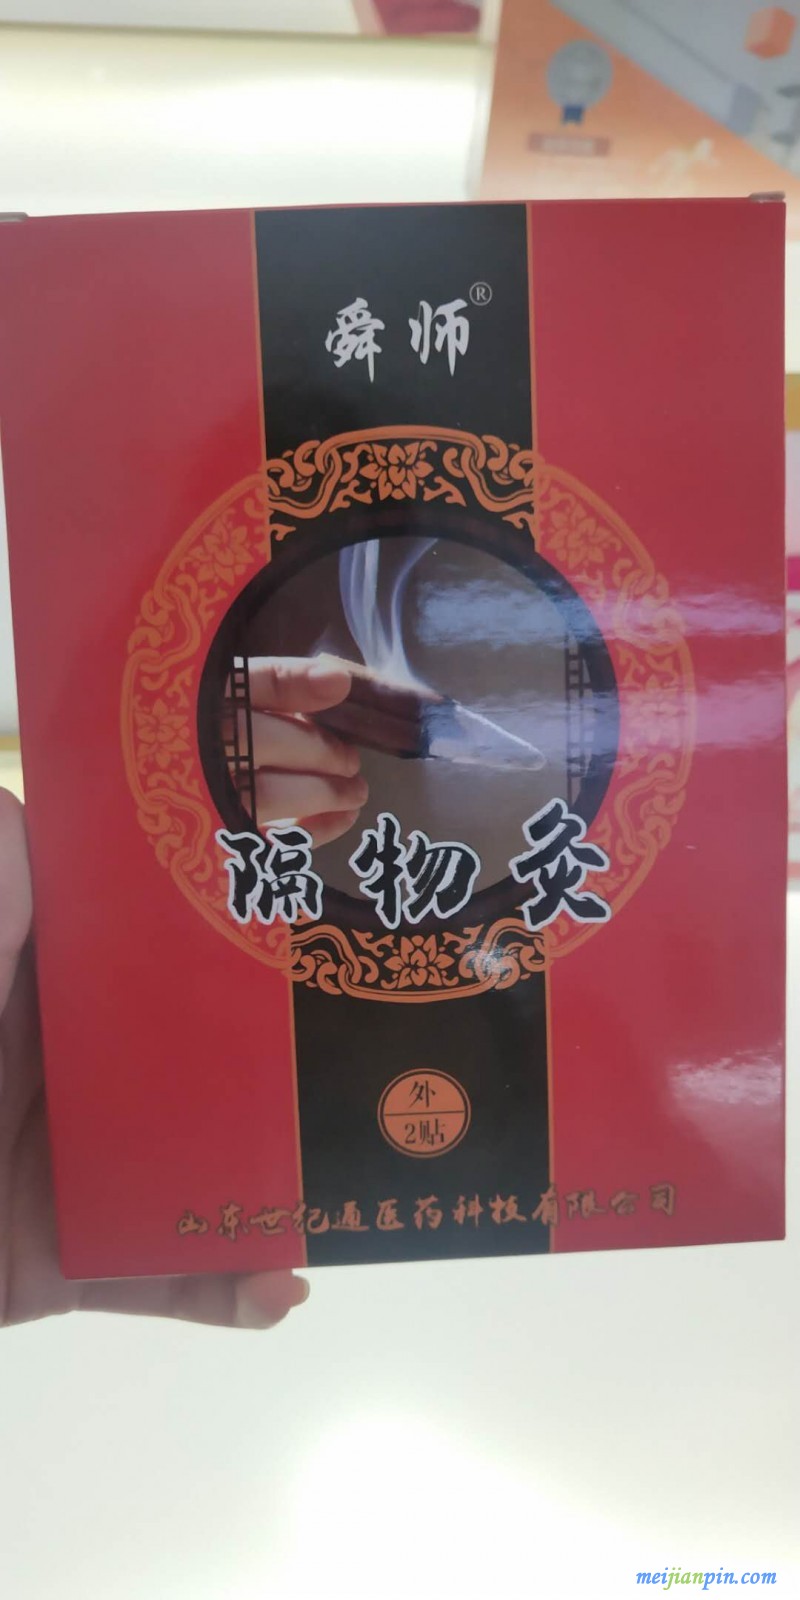 舜师®
隔物灸
外
2贴
山东世纪通医药科技有限公司
meijianpin.com